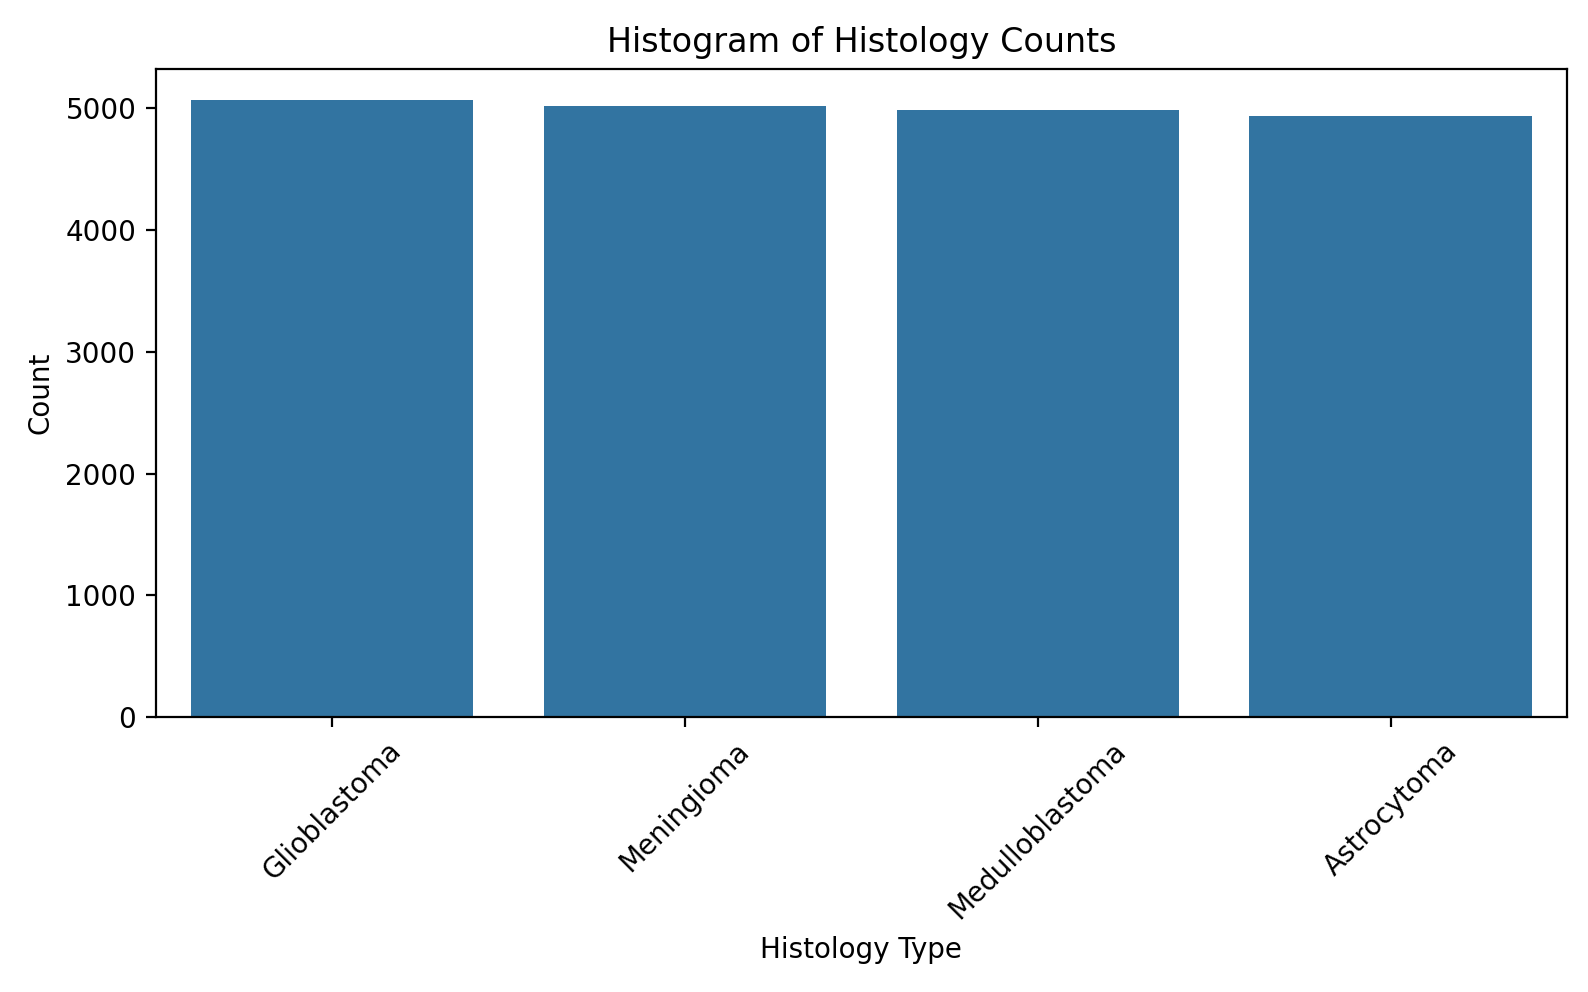 Histogram of Histology Counts
5000
4000
3000
2000
1000
0
Count
Glioblastoma
Meningioma
Medulloblastoma
Astrocytoma
Histology Type